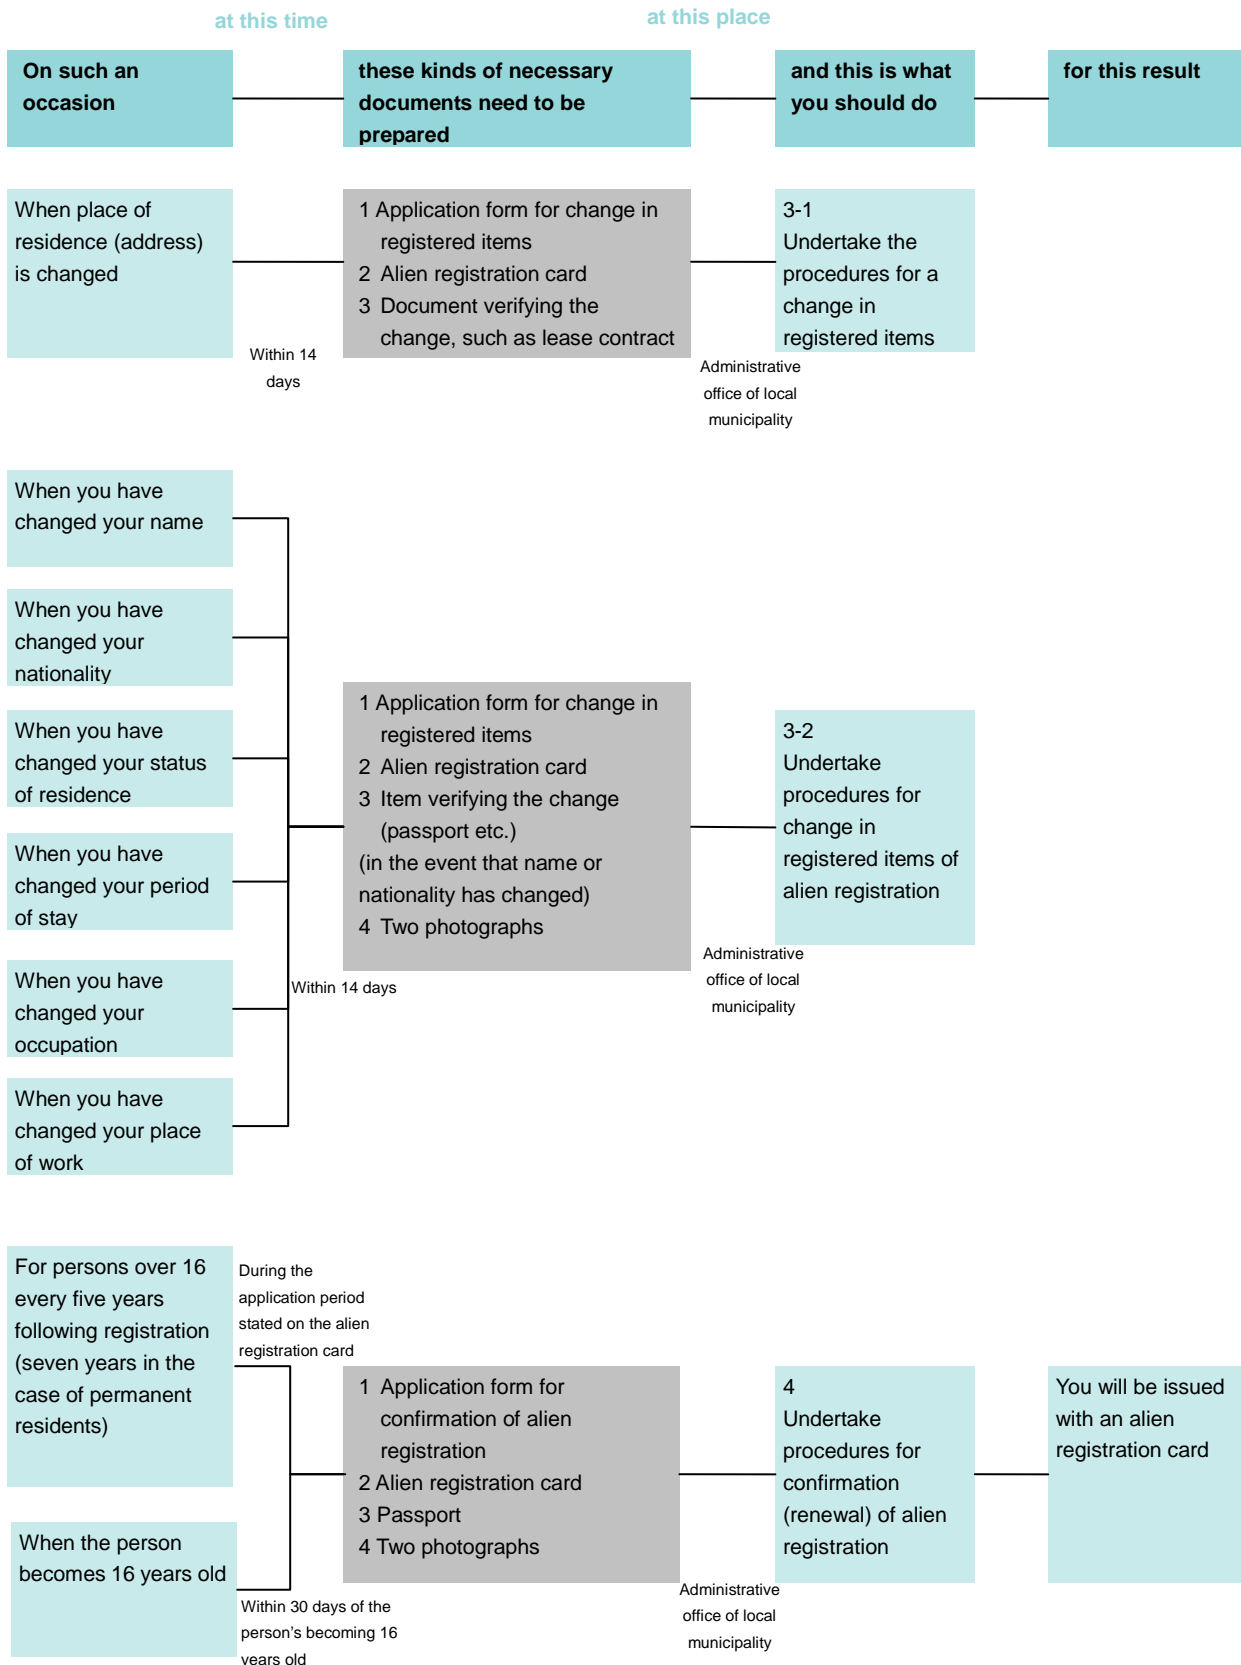 at this time
at this place
On such an
occasion
these kinds of necessary
documents need to be
prepared
and this is what
you should do
for this result
When place of
residence (address)
is changed
Within 14
days
1 Application form for change in
registered items
2 Alien registration card
3 Document verifying the
change, such as lease contract
Administrative
office of local
municipality
3-1
Undertake the
procedures for a
change in
registered items
When you have
changed your name
When you have
changed your
nationality
When you have
changed your status
of residence
When you have
changed your period
of stay
When you have
changed your
occupation
When you have
changed your place
of work
Within 14 days
1 Application form for change in
registered items
2 Alien registration card
3 Item verifying the change
(passport etc.)
(in the event that name or
nationality has changed)
4 Two photographs
Administrative
office of local
municipality
3-2
Undertake
procedures for
change in
registered items of
alien registration
For persons over 16
every five years
following registration
(seven years in the
case of permanent
residents)
During the
application period
stated on the alien
registration card
When the person
becomes 16 years old
Within 30 days of the
person's becoming 16
years old
1 Application form for
confirmation of alien
registration
2 Alien registration card
3 Passport
4 Two photographs
Administrative
office of local
municipality
4
Undertake
procedures for
confirmation
(renewal) of alien
registration
You will be issued
with an alien
registration card